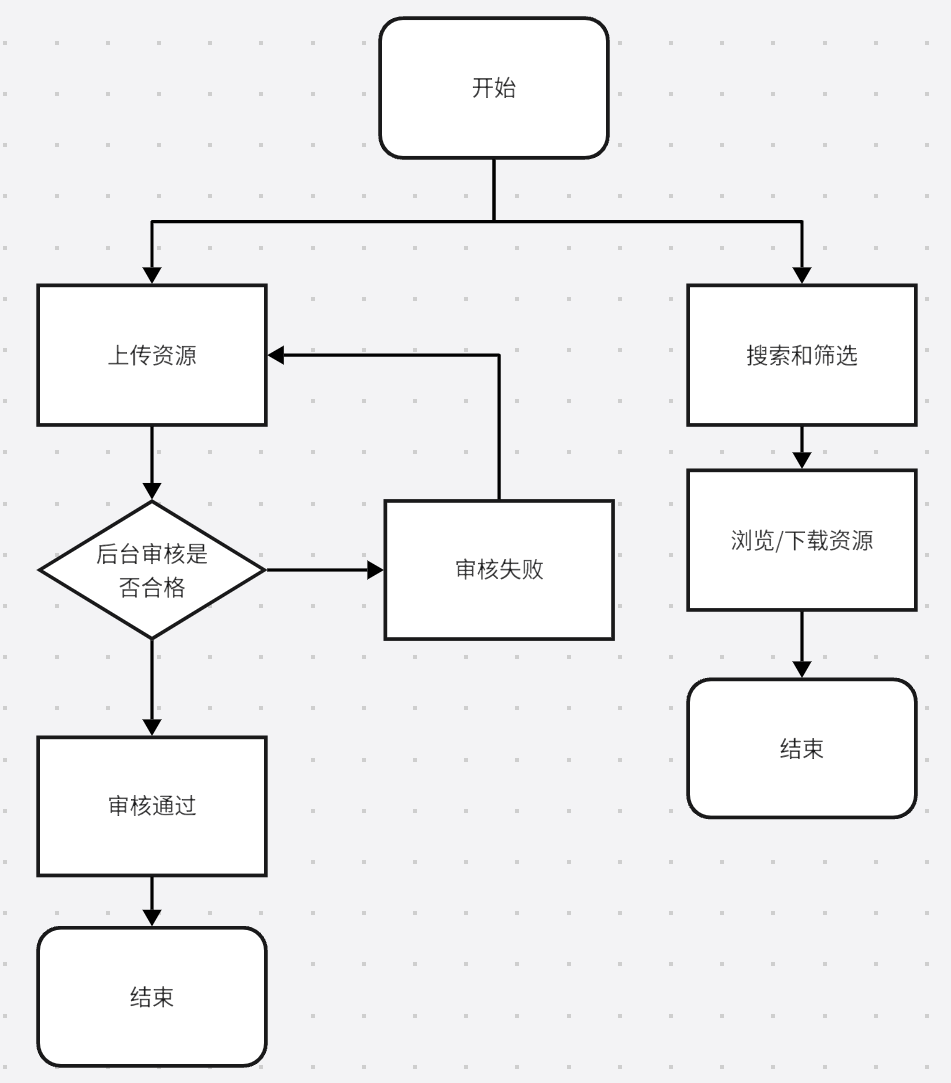 开始
上传资源
搜索和筛选
浏览/下载资源
后台审核是
否合格
审核失败
结束
审核通过
结束